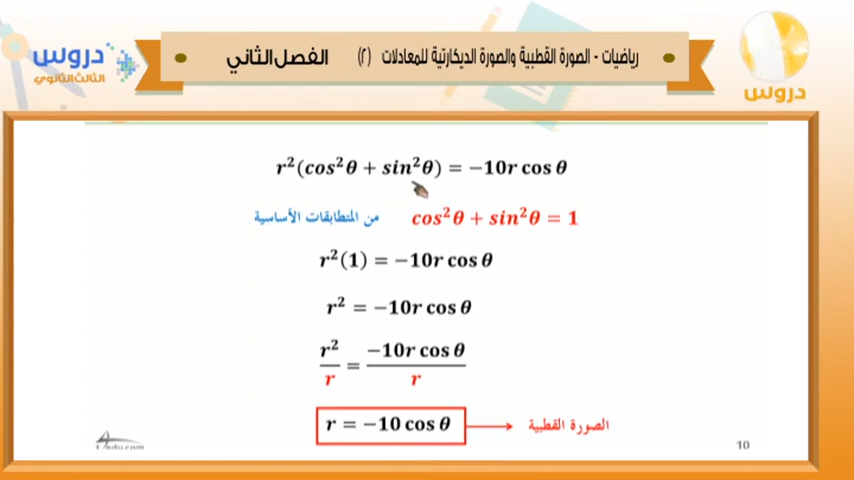 دروس
الثالث الثانوي
رياضيات - الصورة القطبية والصورة الديكارتية للمعادلات (٢) الفصل الثاني
دروس
r²(cos²θ + sin²θ) = −10r cos θ
من المتطابقات الأساسية cos²θ + sin²θ = 1
r²(1) = −10r cos θ
r² = −10r cos θ
r²/r = −10r cos θ/r
r = −10 cos θ → الصورة القطبية
10